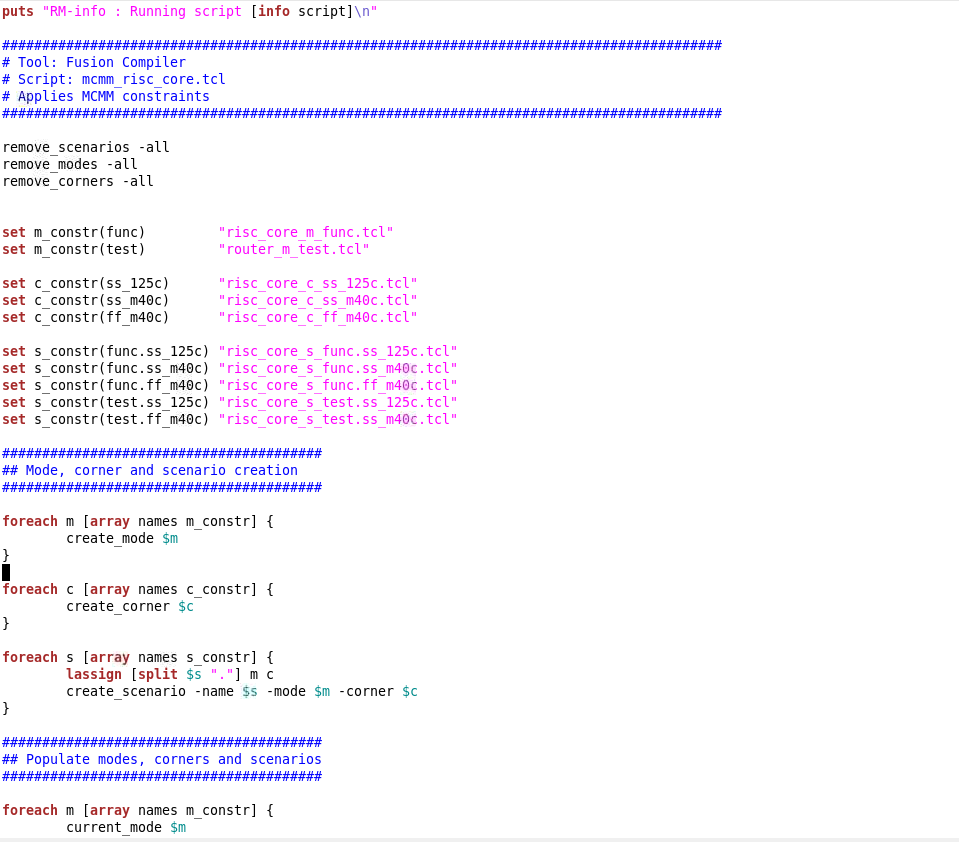 puts "RM-info : Running script [info script]\n"
##########################################################################################
# Tool: Fusion Compiler
# Script: mcmm_risc_core.tcl
# Applies MCMM constraints
##########################################################################################
remove_scenarios -all
remove_modes -all
remove_corners -all
set m_constr(func)         "risc_core_m_func.tcl"
set m_constr(test)         "router_m_test.tcl"
set c_constr(ss_125c)      "risc_core_c_ss_125c.tcl"
set c_constr(ss_m40c)      "risc_core_c_ss_m40c.tcl"
set c_constr(ff_m40c)      "risc_core_c_ff_m40c.tcl"
set s_constr(func.ss_125c) "risc_core_s_func.ss_125c.tcl"
set s_constr(func.ss_m40c) "risc_core_s_func.ss_m40c.tcl"
set s_constr(func.ff_m40c) "risc_core_s_func.ff_m40c.tcl"
set s_constr(test.ss_125c) "risc_core_s_test.ss_125c.tcl"
set s_constr(test.ff_m40c) "risc_core_s_test.ss_m40c.tcl"
########################################
## Mode, corner and scenario creation
########################################
foreach m [array names m_constr] {
        create_mode $m
}
foreach c [array names c_constr] {
        create_corner $c
}
foreach s [array names s_constr] {
        lassign [split $s "."] m c
        create_scenario -name $s -mode $m -corner $c
}
########################################
## Populate modes, corners and scenarios
########################################
foreach m [array names m_constr] {
        current_mode $m